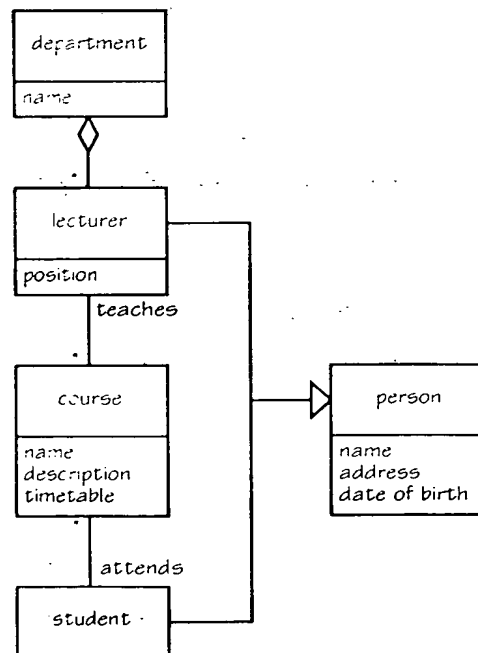 department
name
lecturer
position
teaches
course
name
description
timetable
attends
student
person
name
address
date of birth